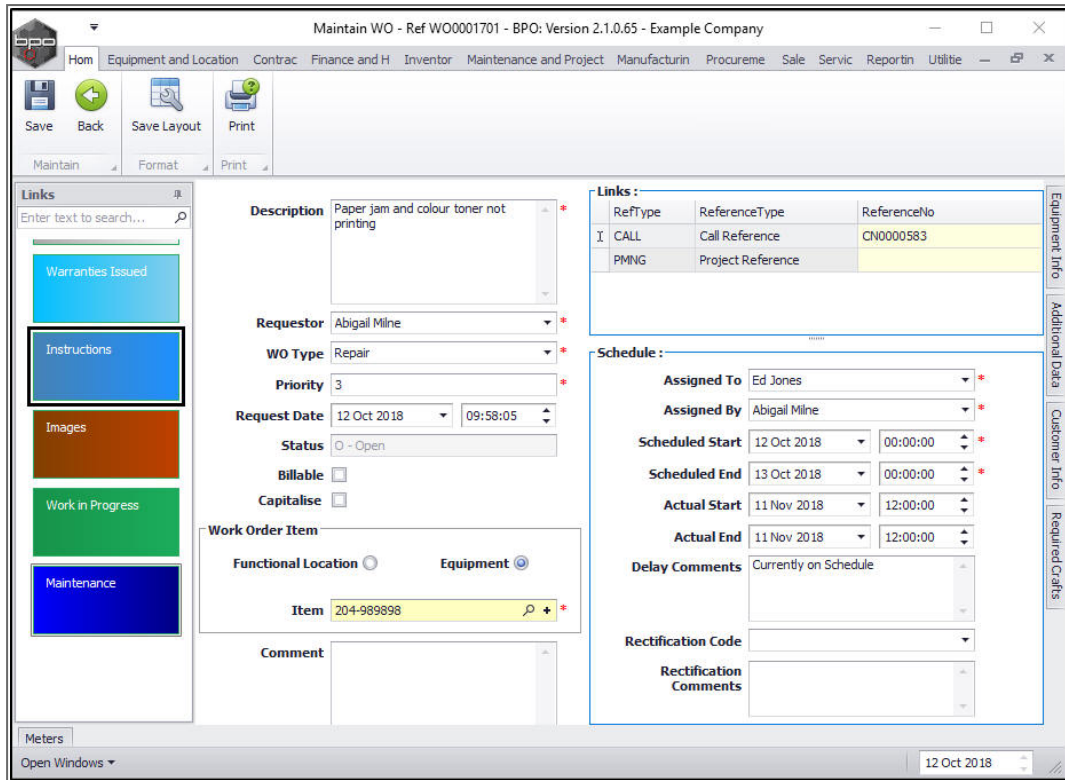 Maintain WO - Ref WO0001701 - BPO: Version 2.1.0.65 - Example Company
bpo
Hom Equipment and Location Contrac Finance and H Inventor Maintenance and Project Manufacturin Procureme Sale Servic Reportin Utilitie
Save Back Save Layout Print
Maintain Format Print
Links
Enter text to search...
Warranties Issued
Instructions
Images
Work in Progress
Maintenance
Description Paper jam and colour toner not
printing
*
Requestor Abigail Milne *
WO Type Repair *
Priority 3 *
Request Date 12 Oct 2018 09:58:05
Status O - Open
Billable
Capitalise
Work Order Item
Functional Location Equipment
Item 204-989898 + *
Comment
Links :
RefType ReferenceType ReferenceNo
CALL Call Reference CN0000583
PMNG Project Reference
Schedule :
Assigned To Ed Jones *
Assigned By Abigail Milne *
Scheduled Start 12 Oct 2018 00:00:00 *
Scheduled End 13 Oct 2018 00:00:00 *
Actual Start 11 Nov 2018 12:00:00
Actual End 11 Nov 2018 12:00:00
Delay Comments Currently on Schedule
Rectification Code
Rectification
Comments
Equipment Info
Additional Data
Customer Info
Required Crafts
Meters
Open Windows 12 Oct 2018